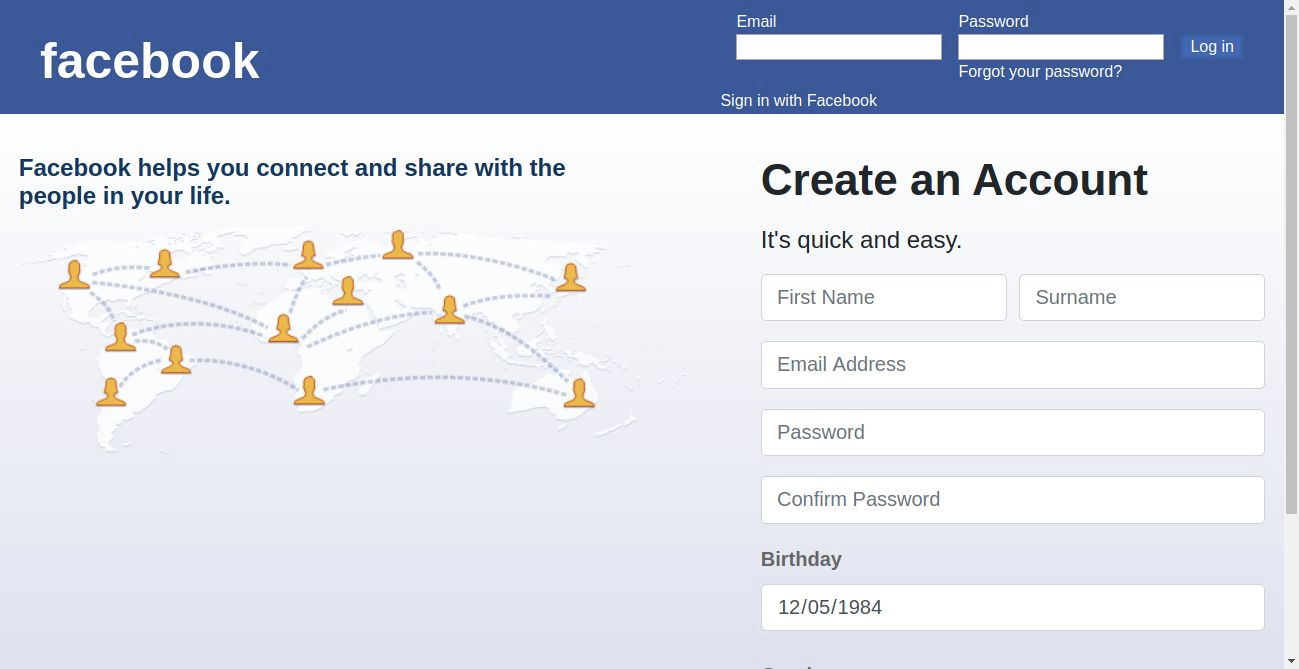 facebook
Email
Password
Log in
Forgot your password?
Sign in with Facebook
Facebook helps you connect and share with the
people in your life.
Create an Account
It's quick and easy.
First Name
Surname
Email Address
Password
Confirm Password
Birthday
12/05/1984